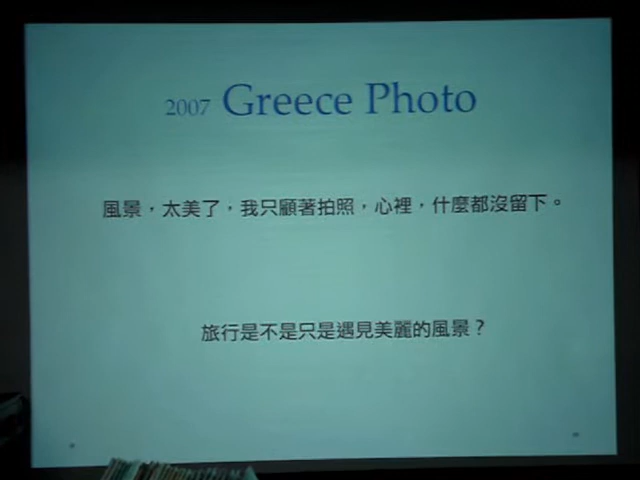 2007 Greece Photo
風景，太美了，我只顧著拍照，心裡，什麼都沒留下。
旅行是不是只是遇見美麗的風景？